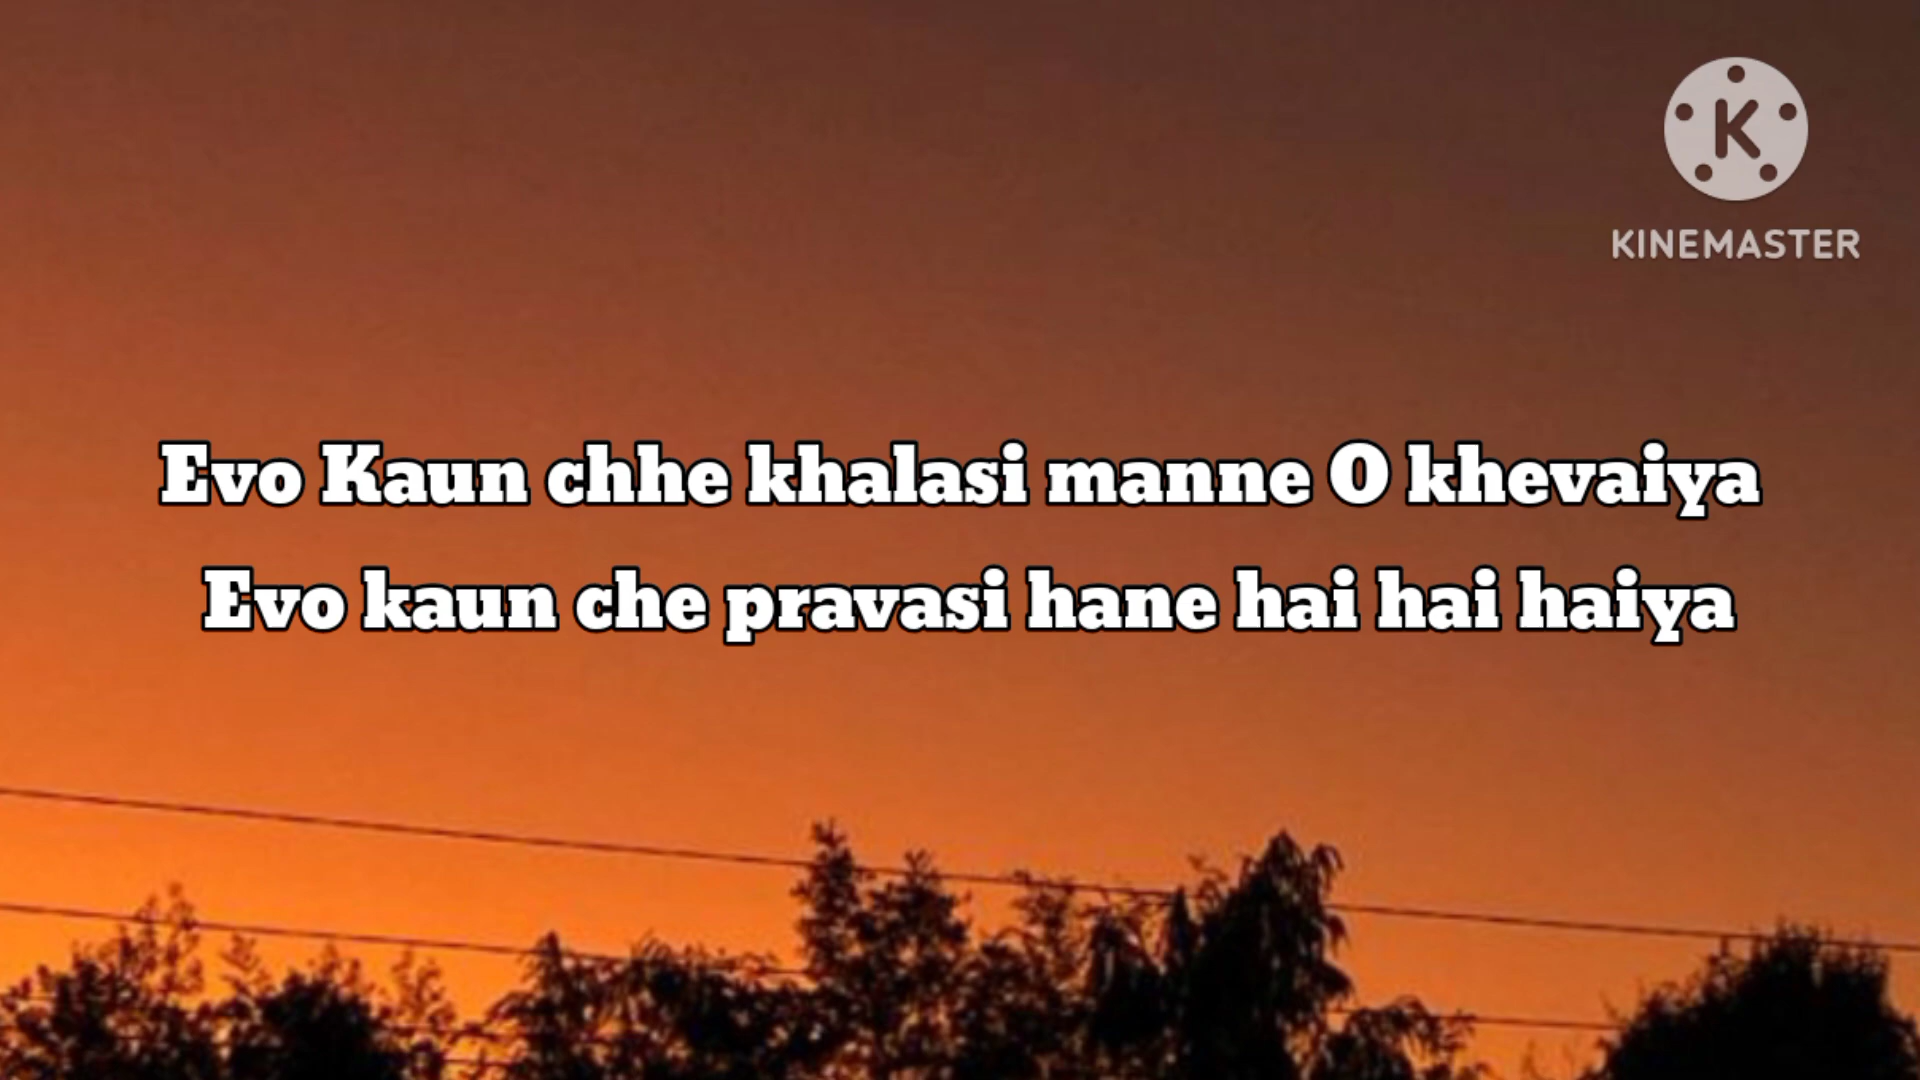 K
KINEMASTER
Evo Kaun chhe khalasi manne O khevaiya
Evo kaun che pravasi hane hai hai haiya